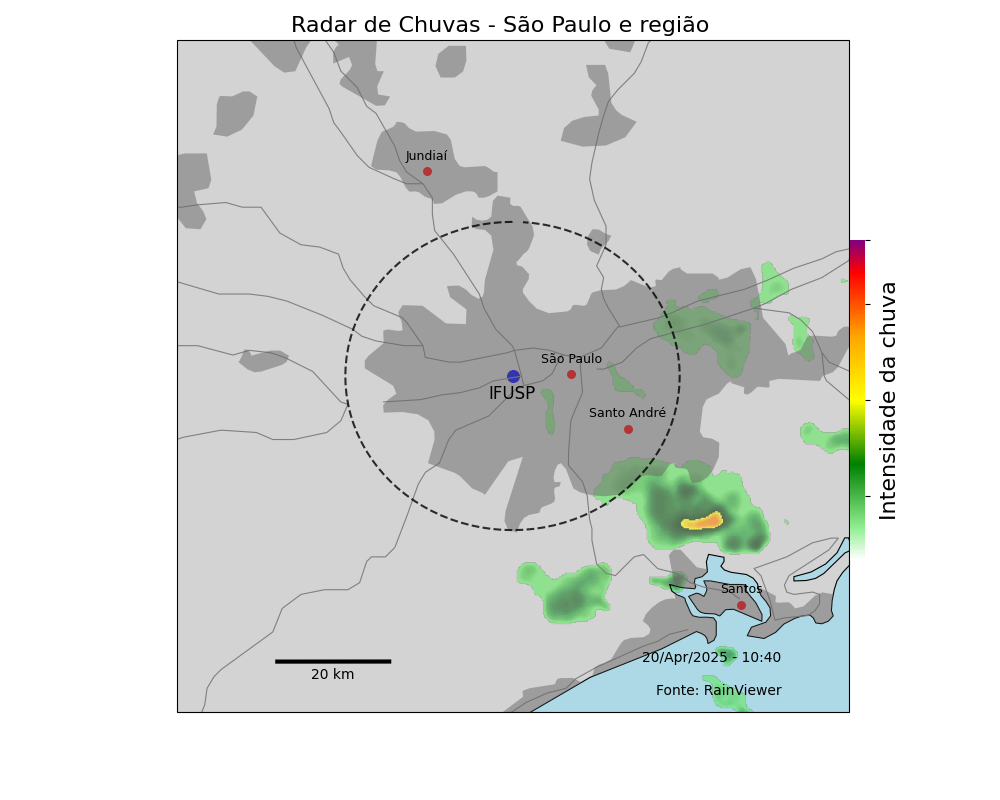 Radar de Chuvas - São Paulo e região
Jundiaí
São Paulo
IFUSP
Santo André
Intensidade da chuva
Santos
20/Apr/2025 - 10:40
20 km
Fonte: RainViewer